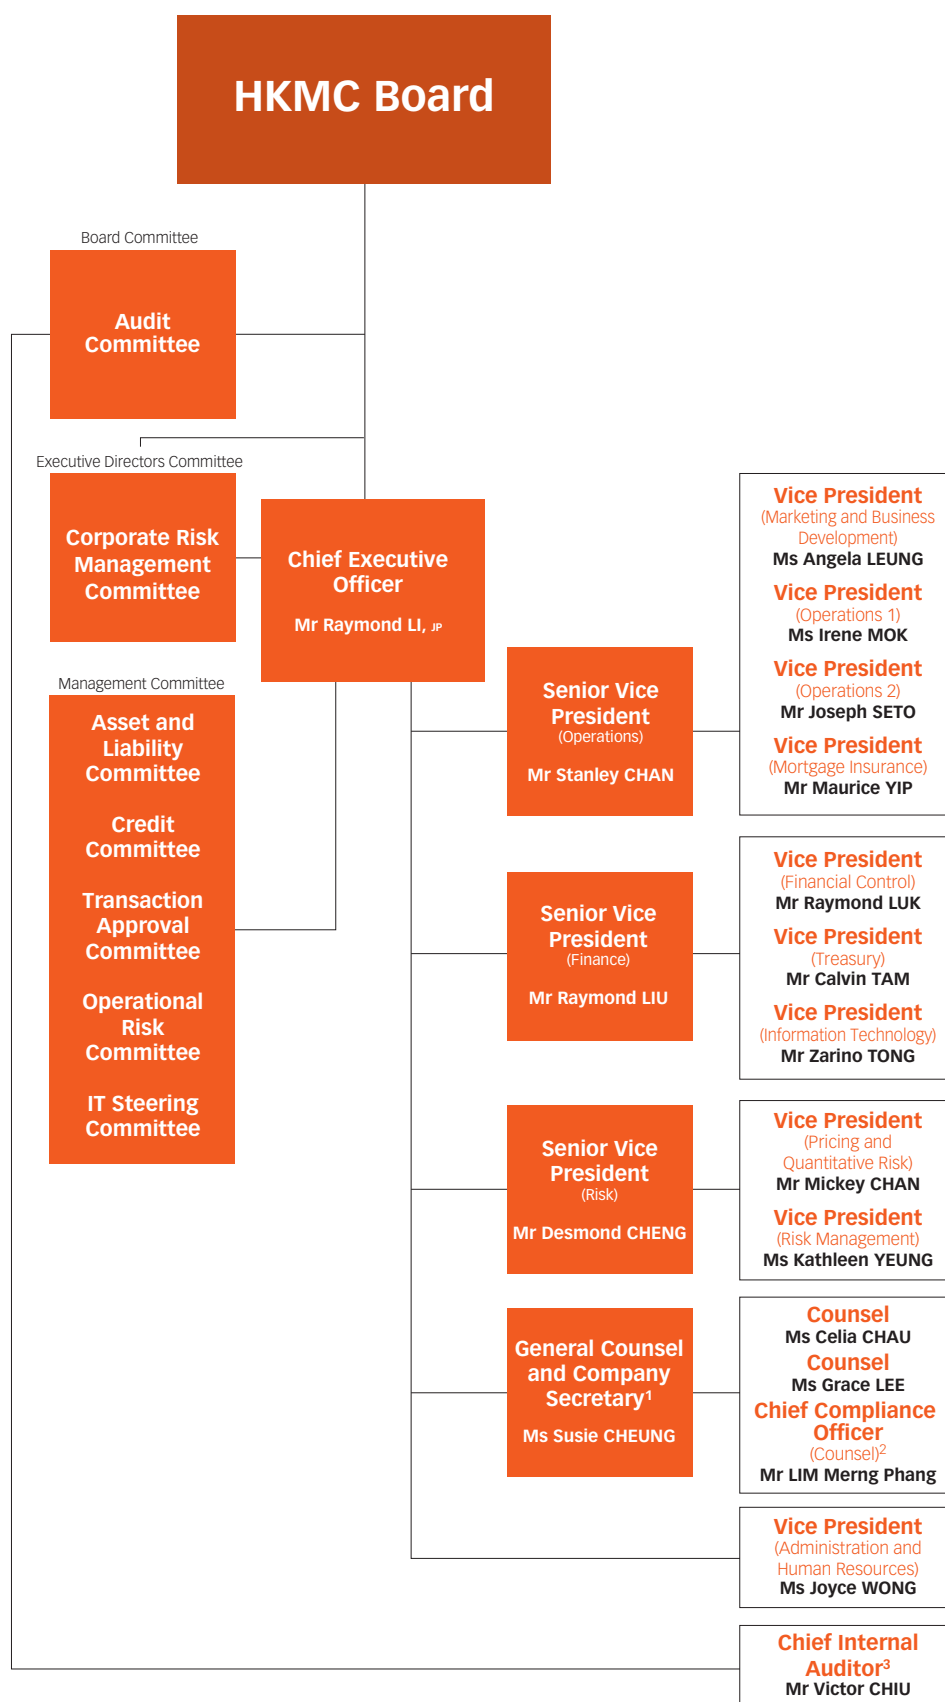 HKMC Board
Board Committee
Audit
Committee
Executive Directors Committee
Corporate Risk
Management
Committee
Chief Executive
Officer
Mr Raymond LI, JP
Management Committee
Asset and
Liability
Committee
Credit
Committee
Transaction
Approval
Committee
Operational
Risk
Committee
IT Steering
Committee
Senior Vice
President
(Operations)
Mr Stanley CHAN
Vice President
(Marketing and Business
Development)
Ms Angela LEUNG
Vice President
(Operations 1)
Ms Irene MOK
Vice President
(Operations 2)
Mr Joseph SETO
Vice President
(Mortgage Insurance)
Mr Maurice YIP
Senior Vice
President
(Finance)
Mr Raymond LIU
Vice President
(Financial Control)
Mr Raymond LUK
Vice President
(Treasury)
Mr Calvin TAM
Vice President
(Information Technology)
Mr Zarino TONG
Senior Vice
President
(Risk)
Mr Desmond CHENG
Vice President
(Pricing and
Quantitative Risk)
Mr Mickey CHAN
Vice President
(Risk Management)
Ms Kathleen YEUNG
General Counsel
and Company
Secretary¹
Ms Susie CHEUNG
Counsel
Ms Celia CHAU
Counsel
Ms Grace LEE
Chief Compliance
Officer
(Counsel)²
Mr LIM Merng Phang
Vice President
(Administration and
Human Resources)
Ms Joyce WONG
Chief Internal
Auditor³
Mr Victor CHIU